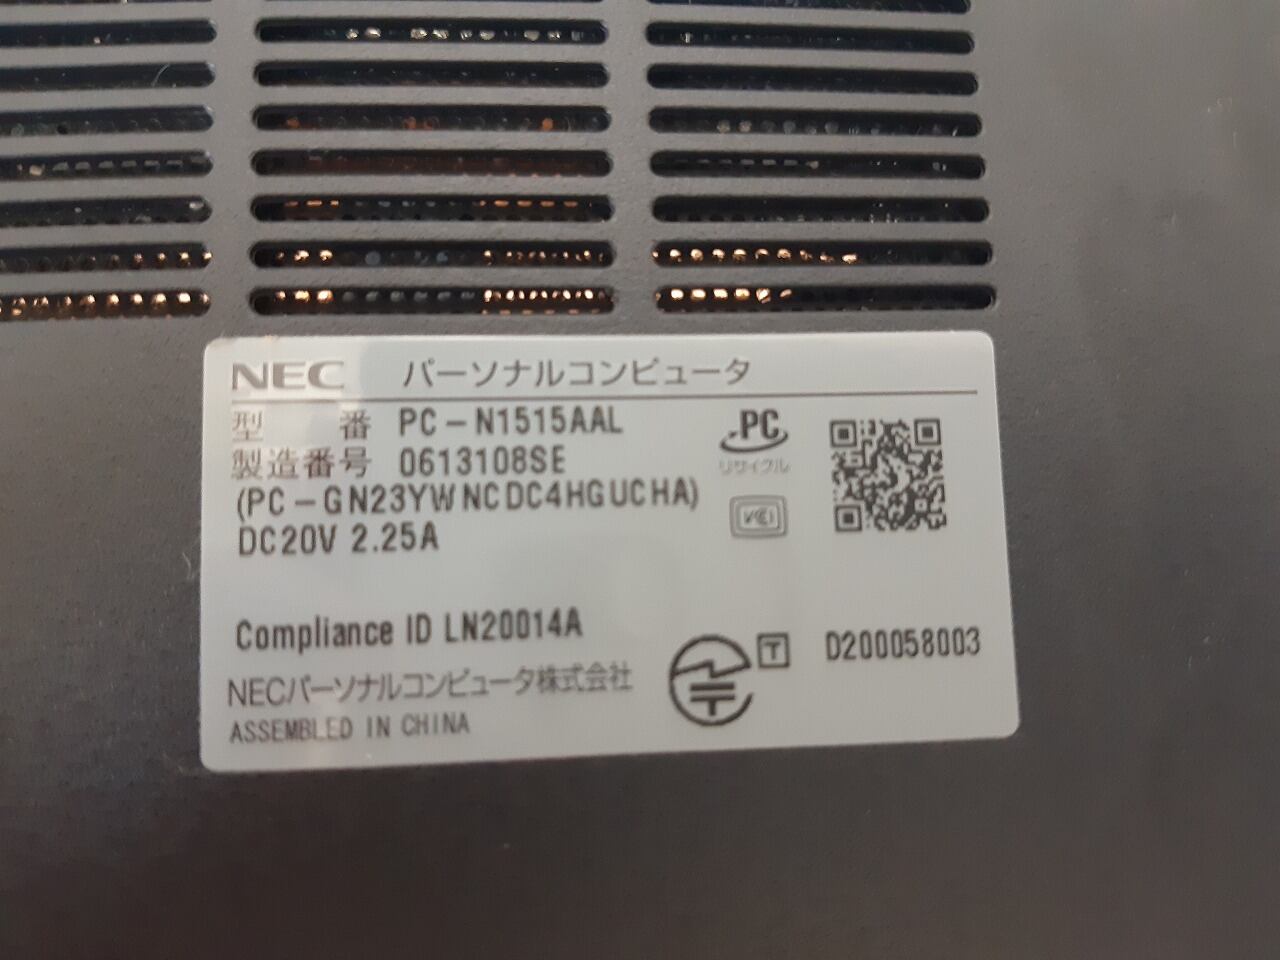 NEC パーソナルコンピュータ
型 番 PC-N1515AAL
製造番号 0613108SE
(PC-GN23YWNCDC4HGUCHA)
DC20V 2.25A
PC
リサイクル
VCCI
Compliance ID LN20014A
NECパーソナルコンピュータ株式会社
ASSEMBLED IN CHINA
T D200058003